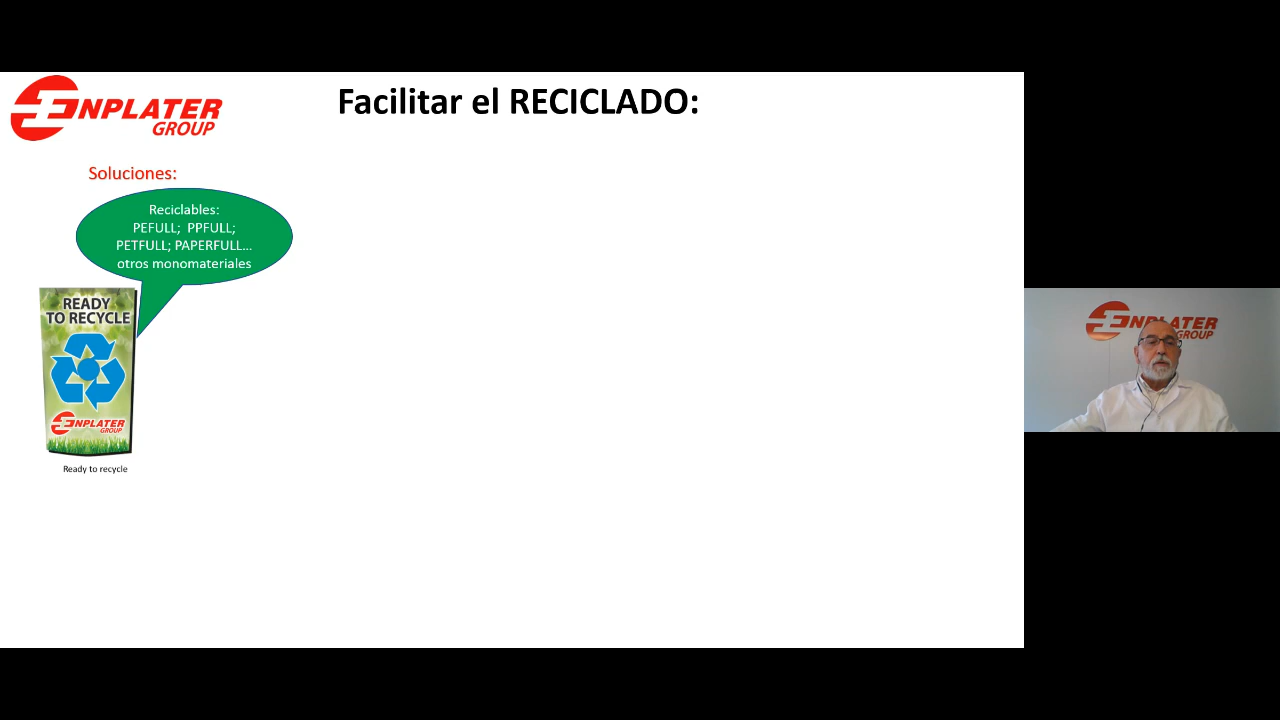 ENPLATER
GROUP
Facilitar el RECICLADO:
Soluciones:
Reciclables:
PEFULL; PPFULL;
PETFULL; PAPERFULL...
otros monomateriales
READY
TO RECYCLE
ENPLATER
GROUP
Ready to recycle
ENPLATER
GROUP